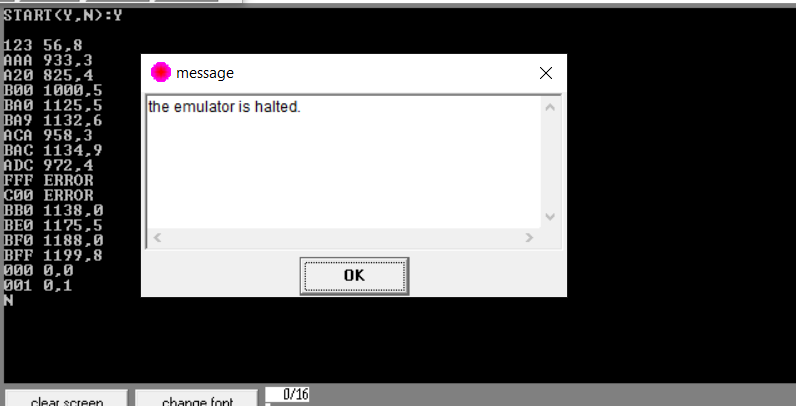 START(Y,N):Y
123 56,8
AAA 933,3
A20 825,4
B00 1000,5
BA0 1125,5
BA9 1132,6
ACA 958,3
BAC 1134,9
ADC 972,4
FFF ERROR
C00 ERROR
BB0 1138,0
BE0 1175,5
BF0 1188,0
BFF 1199,8
000 0,0
001 0,1
N
message
the emulator is halted.
OK
clear screen
change font
0/16